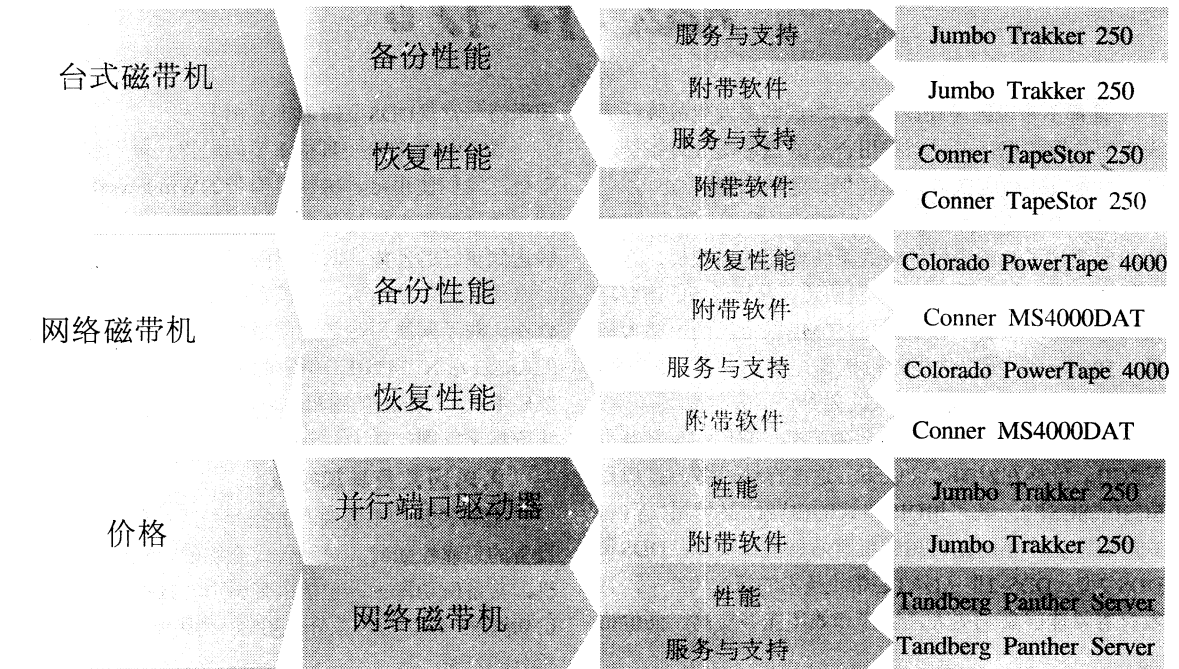 台式磁带机
备份性能
服务与支持
Jumbo Trakker 250
附带软件
Jumbo Trakker 250
恢复性能
服务与支持
Conner TapeStor 250
附带软件
Conner TapeStor 250
网络磁带机
备份性能
恢复性能
Colorado PowerTape 4000
附带软件
Conner MS4000DAT
恢复性能
服务与支持
Colorado PowerTape 4000
附带软件
Conner MS4000DAT
价格
并行端口驱动器
性能
Jumbo Trakker 250
附带软件
Jumbo Trakker 250
网络磁带机
性能
Tandberg Panther Server
服务与支持
Tandberg Panther Server